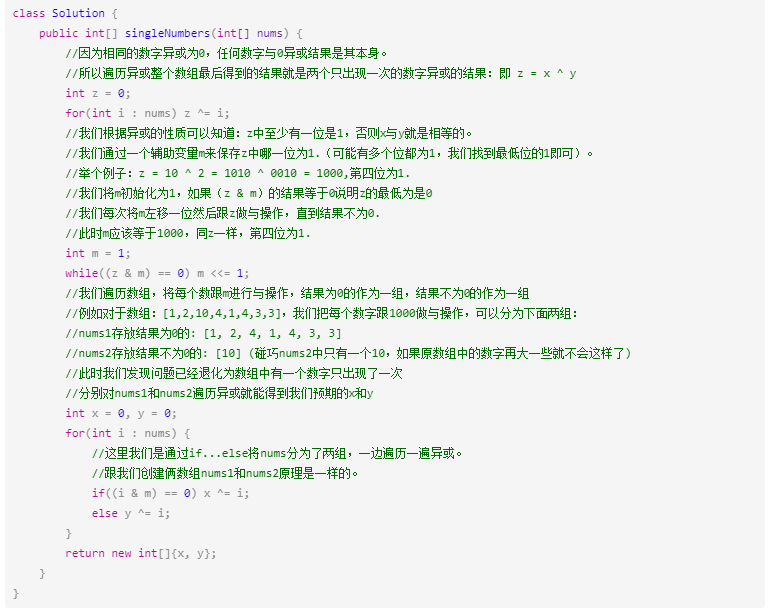 class Solution {
public int[] singleNumbers(int[] nums) {
//因为相同的数字异或为0，任何数字与0异或结果是其本身。
//所以遍历异或整个数组最后得到的结果就是两个只出现一次的数字异或的结果：即 z = x ^ y
int z = 0;
for(int i : nums) z ^= i;
//我们根据异或的性质可以知道：z中至少有一位是1，否则x与y就是相等的。
//我们通过一个辅助变量m来保存z中哪一位为1.（可能有多个位都为1，我们找到最低位的1即可）。
//举个例子：z = 10 ^ 2 = 1010 ^ 0010 = 1000,第四位为1.
//我们将m初始化为1，如果（z & m）的结果等于0说明z的最低为是0
//我们每次将m左移一位然后跟z做与操作，直到结果不为0.
//此时m应该等于1000，同z一样，第四位为1.
int m = 1;
while((z & m) == 0) m <<= 1;
//我们遍历数组，将每个数跟m进行与操作，结果为0的作为一组，结果不为0的作为一组
//例如对于数组：[1,2,10,4,1,4,3,3]，我们把每个数字跟1000做与操作，可以分为下面两组：
//nums1存放结果为0的: [1, 2, 4, 1, 4, 3, 3]
//nums2存放结果不为0的: [10] (碰巧nums2中只有一个10，如果原数组中的数字再大一些就不会这样了)
//此时我们发现问题已经退化为数组中有一个数字只出现了一次
//分别对nums1和nums2遍历异或就能得到我们预期的x和y
int x = 0, y = 0;
for(int i : nums) {
//这里我们是通过if...else将nums分为了两组，一边遍历一遍异或。
//跟我们创建俩数组nums1和nums2原理是一样的。
if((i & m) == 0) x ^= i;
else y ^= i;
}
return new int[]{x, y};
}
}